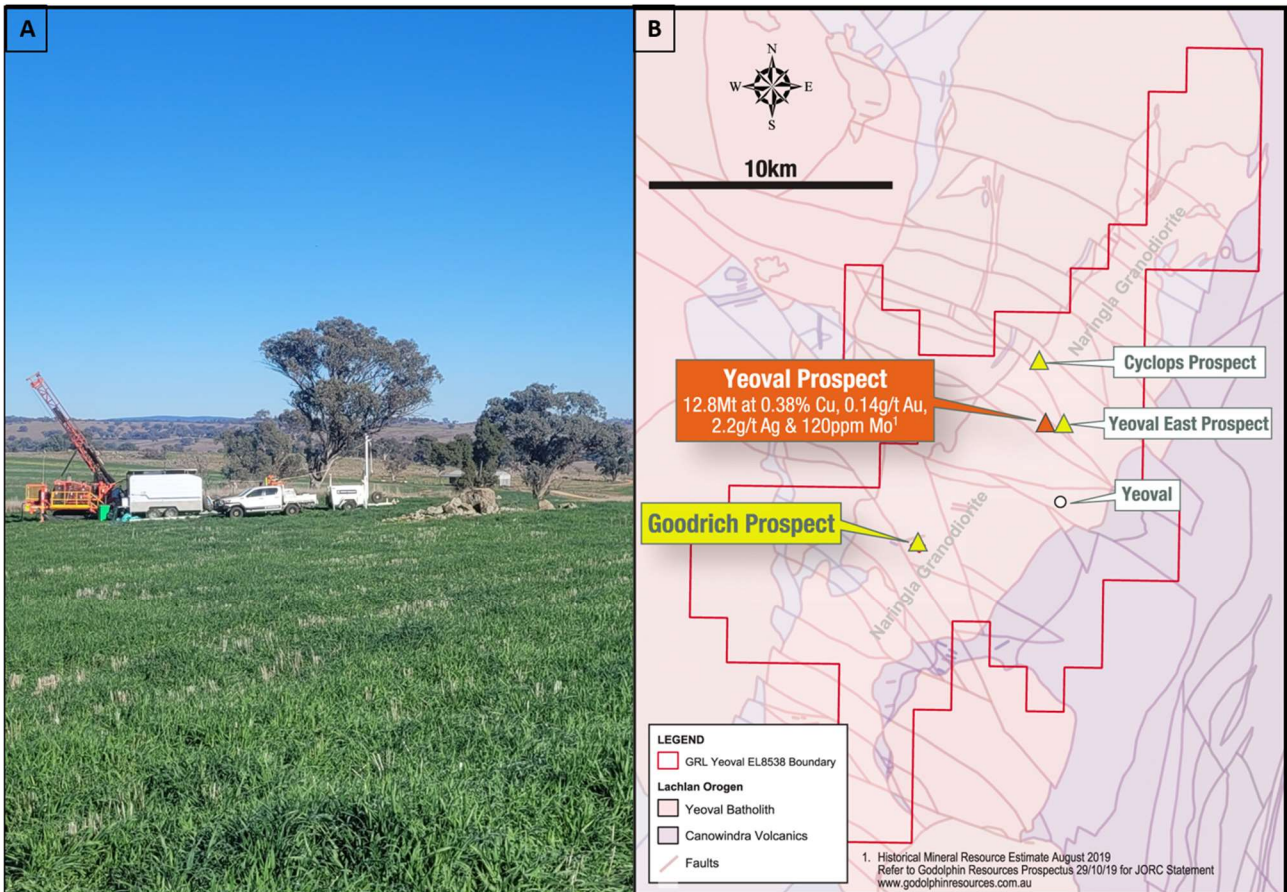 A
B
N
W E
S
10km
Naringla Granodiorite
Cyclops Prospect
Yeoval Prospect
12.8Mt at 0.38% Cu, 0.14g/t Au,
2.2g/t Ag & 120ppm Mo¹
Yeoval East Prospect
Yeoval
Goodrich Prospect
Naringla Granodiorite
LEGEND
GRL Yeoval EL8538 Boundary
Lachlan Orogen
Yeoval Batholith
Canowindra Volcanics
Faults
1. Historical Mineral Resource Estimate August 2019
Refer to Godolphin Resources Prospectus 29/10/19 for JORC Statement
www.godolphinresources.com.au